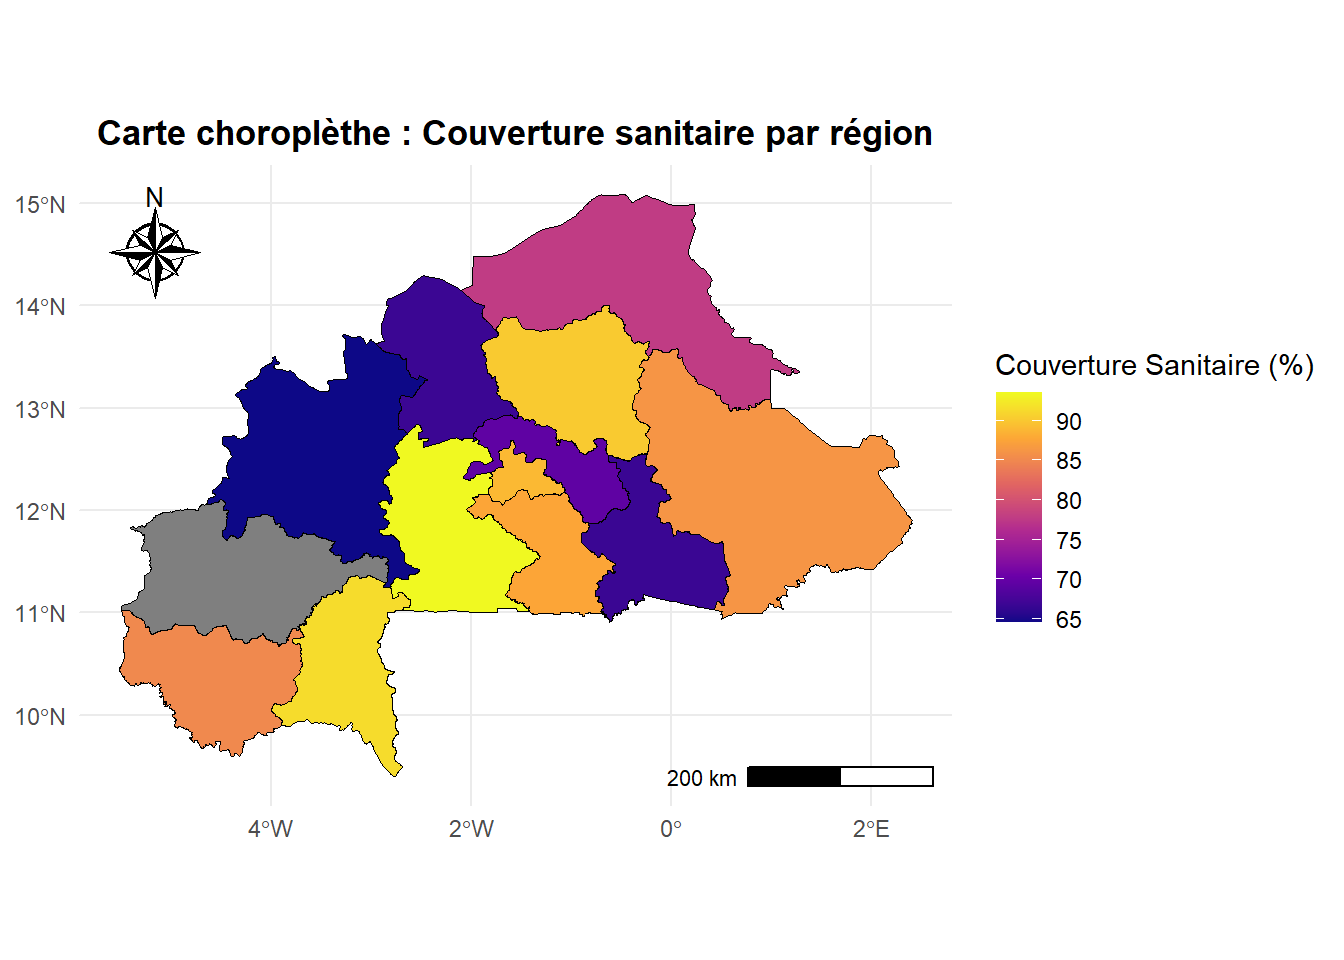 Carte choroplèthe : Couverture sanitaire par région
N
15°N
14°N
13°N
12°N
11°N
10°N
4°W
2°W
0°
2°E
200 km
Couverture Sanitaire (%)
90
85
80
75
70
65